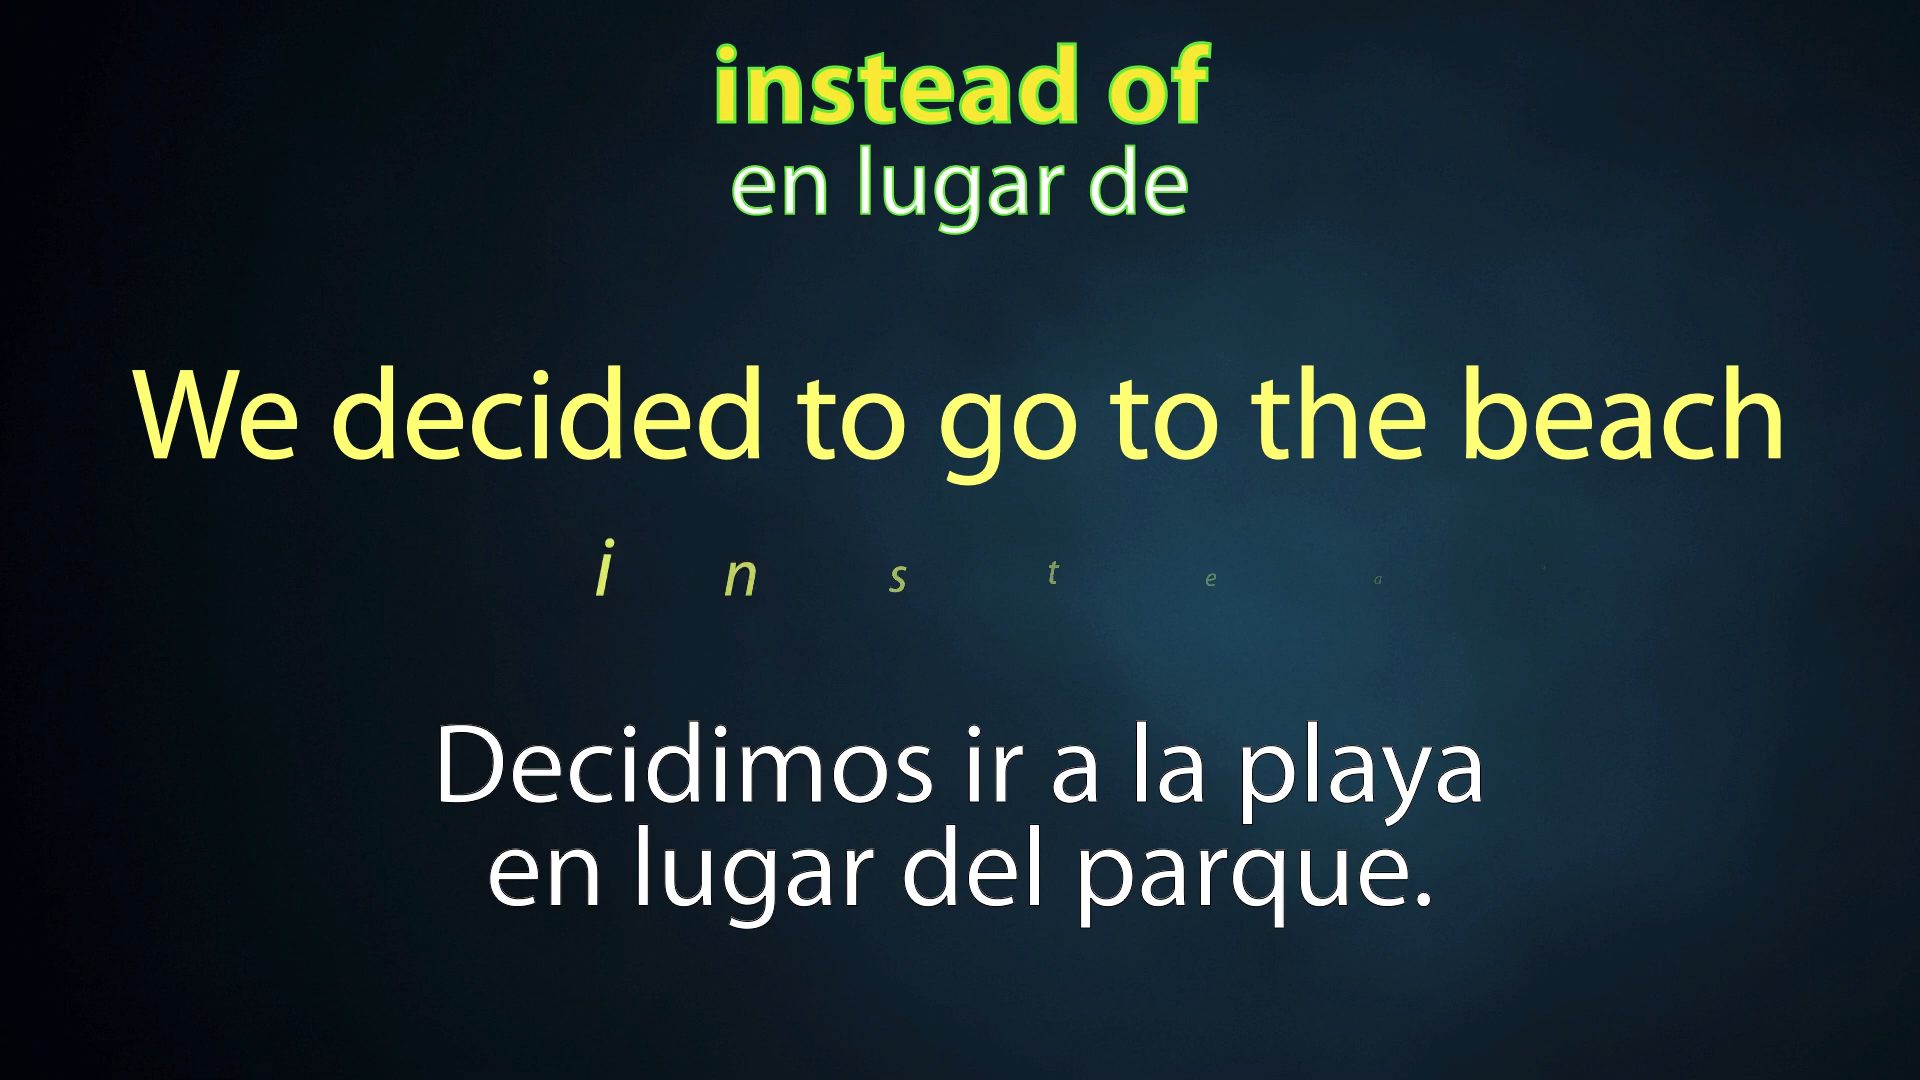 instead of
en lugar de
We decided to go to the beach
instea
Decidimos ir a la playa
en lugar del parque.